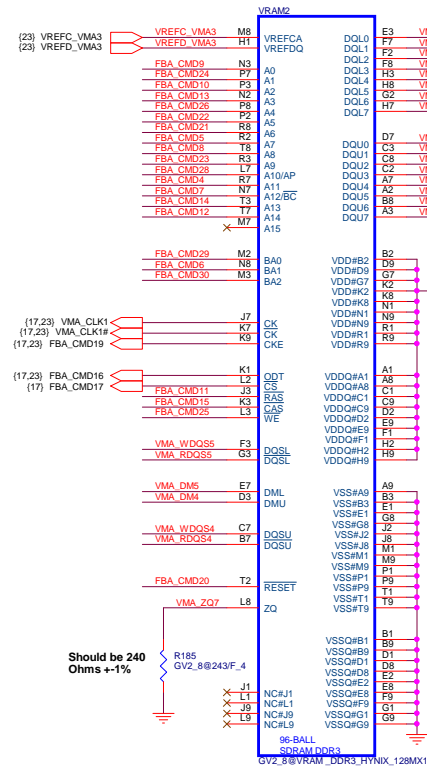 VRAM2
{23} VREFC_VMA3 VREFC_VMA3 M8 VREFCA
{23} VREFD_VMA3 VREFD_VMA3 H1 VREFDQ
FBA_CMD9 N3 A0
FBA_CMD24 P7 A1
FBA_CMD10 P3 A2
FBA_CMD13 N2 A3
FBA_CMD26 P8 A4
FBA_CMD22 P2 A5
FBA_CMD21 R8 A6
FBA_CMD5 R2 A7
FBA_CMD8 T8 A8
FBA_CMD23 R3 A9
FBA_CMD28 L7 A10/AP
FBA_CMD4 R7 A11
FBA_CMD7 N7 A12/BC
FBA_CMD14 T3 A13
FBA_CMD12 T7 A14
M7 A15
FBA_CMD29 M2 BA0
FBA_CMD6 N8 BA1
FBA_CMD30 M3 BA2
{17,23} VMA_CLK1 J7 CK
{17,23} VMA_CLK1# K7 CK
{17,23} FBA_CMD19 K9 CKE
{17,23} FBA_CMD16 K1 ODT
{17} FBA_CMD17 L2 CS
FBA_CMD11 J3 RAS
FBA_CMD15 K3 CAS
FBA_CMD25 L3 WE
VMA_WDQS5 F3 DQSL
VMA_RDQS5 G3 DQSL
VMA_DM5 E7 DML
VMA_DM4 D3 DMU
VMA_WDQS4 C7 DQSU
VMA_RDQS4 B7 DQSU
FBA_CMD20 T2 RESET
VMA_ZQ7 L8 ZQ
Should be 240
Ohms +-1%
R185
GV2_8@243/F_4
J1 NC#J1
L1 NC#L1
J9 NC#J9
L9 NC#L9
DQL0 E3
DQL1 F7
DQL2 F2
DQL3 F8
DQL4 H3
DQL5 H8
DQL6 G2
DQL7 H7
DQU0 D7
DQU1 C3
DQU2 C8
DQU3 C2
DQU4 A7
DQU5 A2
DQU6 B8
DQU7 A3
VDD#B2 B2
VDD#D9 D9
VDD#G7 G7
VDD#K2 K2
VDD#K8 K8
VDD#N1 N1
VDD#N9 N9
VDD#R1 R1
VDD#R9 R9
VDDQ#A1 A1
VDDQ#A8 A8
VDDQ#C1 C1
VDDQ#C9 C9
VDDQ#D2 D2
VDDQ#E9 E9
VDDQ#F1 F1
VDDQ#H2 H2
VDDQ#H9 H9
VSS#A9 A9
VSS#B3 B3
VSS#E1 E1
VSS#G8 G8
VSS#J2 J2
VSS#J8 J8
VSS#M1 M1
VSS#M9 M9
VSS#P1 P1
VSS#P9 P9
VSS#T1 T1
VSS#T9 T9
VSSQ#B1 B1
VSSQ#B9 B9
VSSQ#D1 D1
VSSQ#D8 D8
VSSQ#E2 E2
VSSQ#E8 E8
VSSQ#F9 F9
VSSQ#G1 G1
VSSQ#G9 G9
96-BALL
SDRAM DDR3
GV2_8@VRAM _DDR3_HYNIX_128MX1